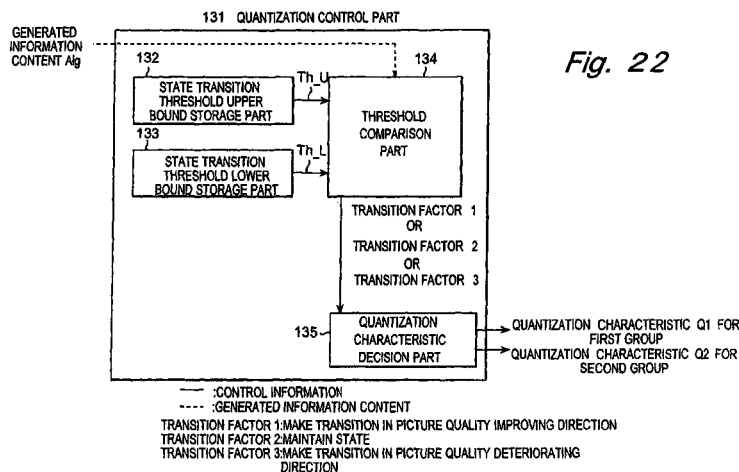 131 QUANTIZATION CONTROL PART
GENERATED
INFORMATION
CONTENT Alg
Fig. 22
132
STATE TRANSITION
THRESHOLD UPPER
BOUND STORAGE PART
Th_U
134
THRESHOLD
COMPARISON
PART
133
STATE TRANSITION
THRESHOLD LOWER
BOUND STORAGE PART
Th_L
TRANSITION FACTOR 1
OR
TRANSITION FACTOR 2
OR
TRANSITION FACTOR 3
135
QUANTIZATION
CHARACTERISTIC
DECISION PART
QUANTIZATION CHARACTERISTIC Q1 FOR
FIRST GROUP
QUANTIZATION CHARACTERISTIC Q2 FOR
SECOND GROUP
:CONTROL INFORMATION
:GENERATED INFORMATION CONTENT
TRANSITION FACTOR 1:MAKE TRANSITION IN PICTURE QUALITY IMPROVING DIRECTION
TRANSITION FACTOR 2:MAINTAIN STATE
TRANSITION FACTOR 3:MAKE TRANSITION IN PICTURE QUALITY DETERIORATING
DIRECTION